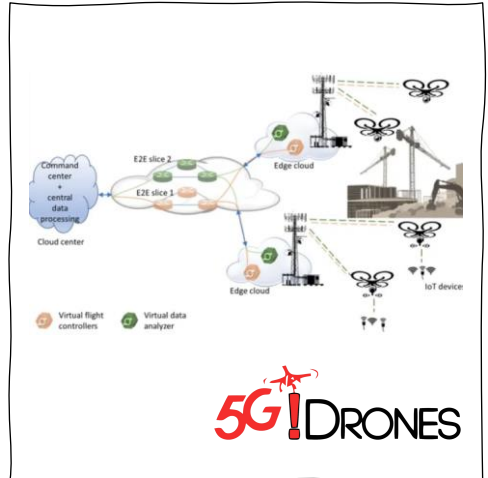 Command
center
+
central
data
processing
Cloud center
E2E slice 2
E2E slice 1
Edge cloud
Edge cloud
IoT devices
Virtual flight
controllers
Virtual data
analyzer
5G!DRONES